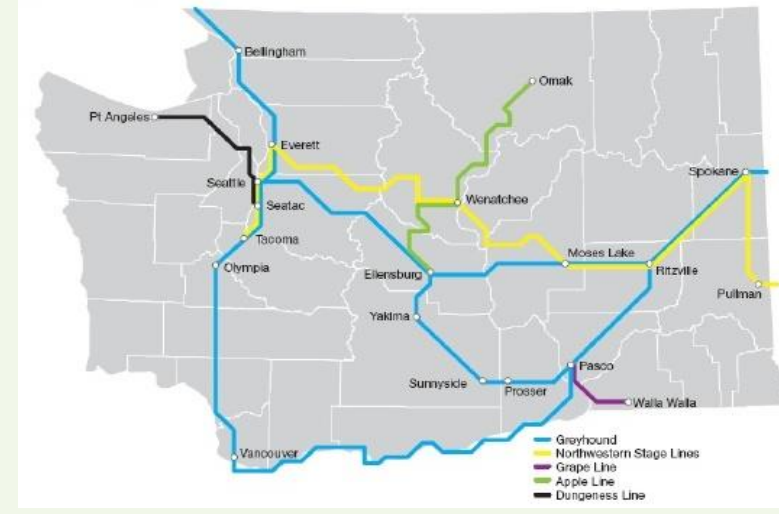 Bellingham
Omak
Pt Angeles
Everett
Seattle
Spokane
Wenatchee
Seatac
Tacoma
Moses Lake
Olympia
Ellensburg
Ritzville
Pullman
Yakima
Pasco
Sunnyside
Prosser
Walla Walla
Vancouver
Greyhound
Northwestern Stage Lines
Grape Line
Apple Line
Dungeness Line